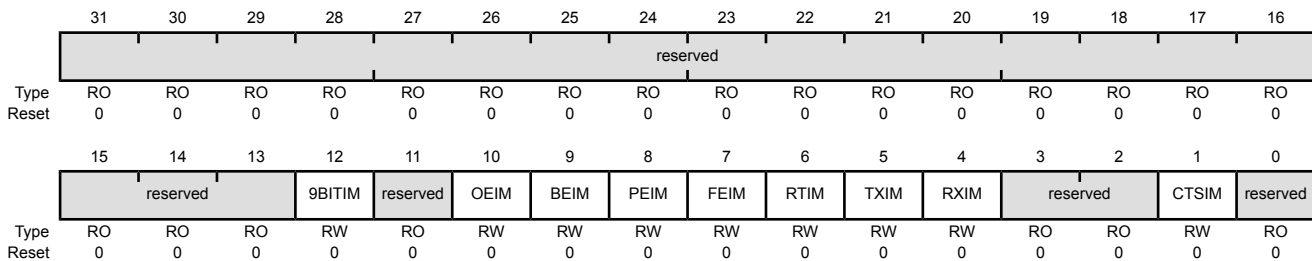 31 30 29 28 27 26 25 24 23 22 21 20 19 18 17 16
reserved
Type RO RO RO RO RO RO RO RO RO RO RO RO RO RO RO RO
Reset 0 0 0 0 0 0 0 0 0 0 0 0 0 0 0 0
15 14 13 12 11 10 9 8 7 6 5 4 3 2 1 0
reserved 9BITIM reserved OEIM BEIM PEIM FEIM RTIM TXIM RXIM reserved CTSIM reserved
Type RO RO RO RW RO RW RW RW RW RW RW RW RO RO RW RO
Reset 0 0 0 0 0 0 0 0 0 0 0 0 0 0 0 0